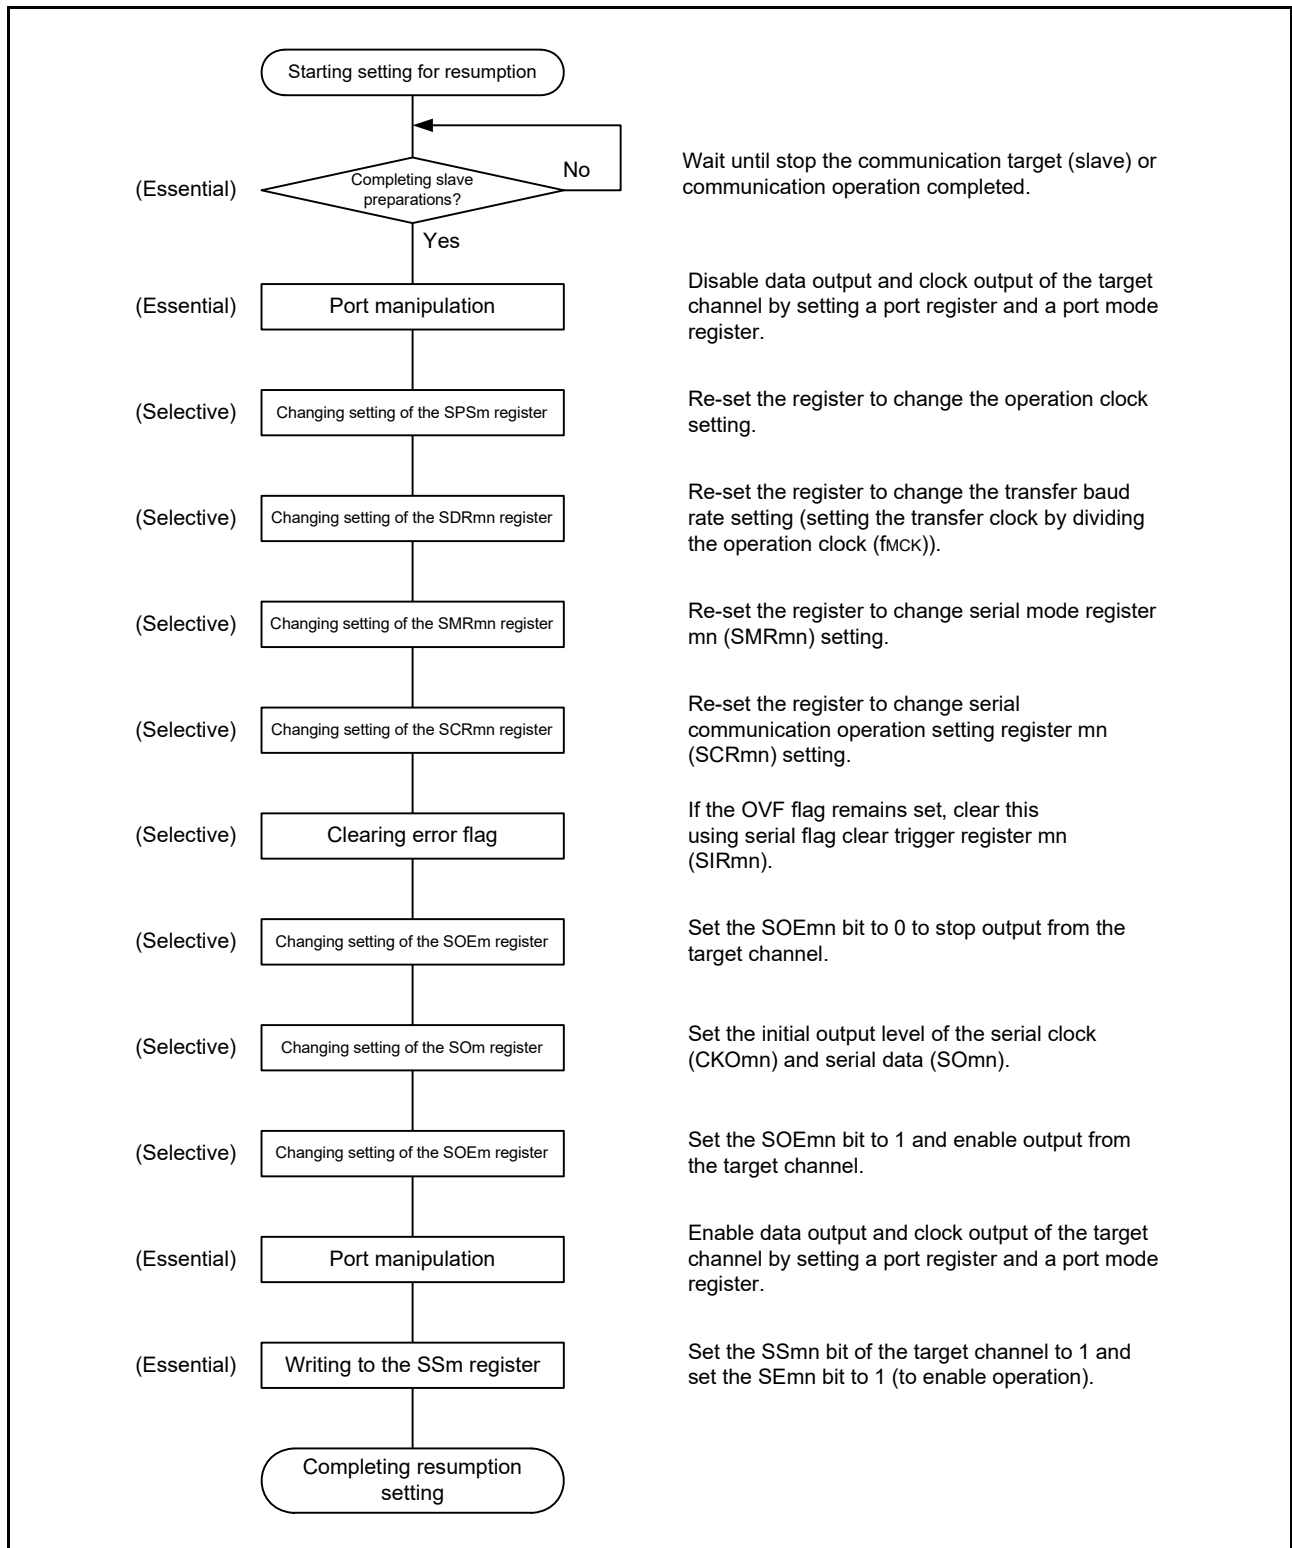 Starting setting for resumption
(Essential)
Completing slave
preparations?
No
Yes
Wait until stop the communication target (slave) or
communication operation completed.
(Essential)
Port manipulation
Disable data output and clock output of the target
channel by setting a port register and a port mode
register.
(Selective)
Changing setting of the SPSm register
Re-set the register to change the operation clock
setting.
(Selective)
Changing setting of the SDRmn register
Re-set the register to change the transfer baud
rate setting (setting the transfer clock by dividing
the operation clock (fMCK)).
(Selective)
Changing setting of the SMRmn register
Re-set the register to change serial mode register
mn (SMRmn) setting.
(Selective)
Changing setting of the SCRmn register
Re-set the register to change serial
communication operation setting register mn
(SCRmn) setting.
(Selective)
Clearing error flag
If the OVF flag remains set, clear this
using serial flag clear trigger register mn
(SIRmn).
(Selective)
Changing setting of the SOEm register
Set the SOEmn bit to 0 to stop output from the
target channel.
(Selective)
Changing setting of the SOm register
Set the initial output level of the serial clock
(CKOmn) and serial data (SOmn).
(Selective)
Changing setting of the SOEm register
Set the SOEmn bit to 1 and enable output from
the target channel.
(Essential)
Port manipulation
Enable data output and clock output of the target
channel by setting a port register and a port mode
register.
(Essential)
Writing to the SSm register
Set the SSmn bit of the target channel to 1 and
set the SEmn bit to 1 (to enable operation).
Completing resumption
setting